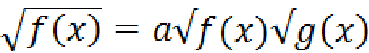 √f(x) = a√f(x)√g(x)